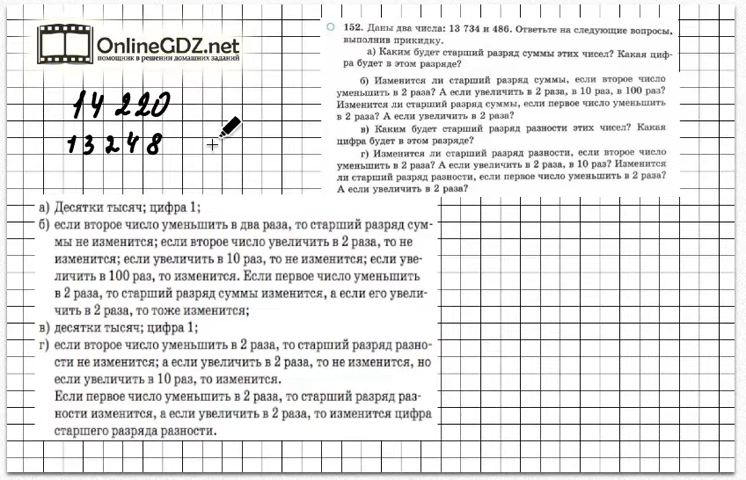 OnlineGDZ.net
помощник в решении домашних заданий
14 220
13248
152. Даны два числа: 13 734 и 486. Ответьте на следующие вопросы,
выполнив прикидку.
а) Каким будет старший разряд суммы этих чисел? Какая циф-
ра будет в этом разряде?
б) Изменится ли старший разряд суммы, если второе число
уменьшить в 2 раза? А если увеличить в 2 раза, в 10 раз, в 100 раз?
Изменится ли старший разряд суммы, если первое число уменьшить
в 2 раза? А если увеличить в 2 раза?
в) Каким будет старший разряд разности этих чисел? Какая
цифра будет в этом разряде?
г) Изменится ли старший разряд разности, если второе число
уменьшить в 2 раза? А если увеличить в 2 раза, в 10 раз? Изменится
ли старший разряд разности, если первое число уменьшить в 2 раза?
А если увеличить в 2 раза?
а) Десятки тысяч; цифра 1;
б) если второе число уменьшить в два раза, то старший разряд сум-
мы не изменится; если второе число увеличить в 2 раза, то не
изменится; если увеличить в 10 раз, то не изменится; если уве-
личить в 100 раз, то изменится. Если первое число уменьшить
в 2 раза, то старший разряд суммы изменится, а если его увели-
чить в 2 раза, то тоже изменится;
в) десятки тысяч; цифра 1;
г) если второе число уменьшить в 2 раза, то старший разряд разно-
сти не изменится; а если увеличить в 2 раза, то не изменится, но
если увеличить в 10 раз, то изменится.
Если первое число уменьшить в 2 раза, то старший разряд раз-
ности изменится, а если увеличить в 2 раза, то изменится цифра
старшего разряда разности.